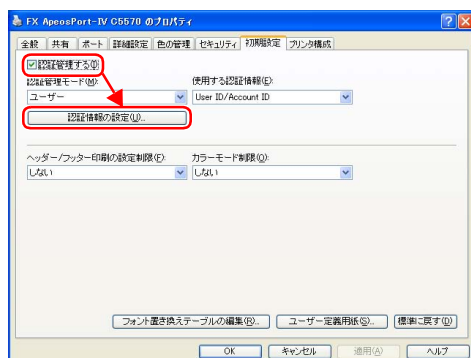 FX ApeosPort-IV C5570 のプロパティ
全般 共有 ポート 詳細設定 色の管理 セキュリティ 初期設定 プリンタ構成
認証管理する(I)
認証管理モード(M): 使用する認証情報(E):
ユーザー User ID/Account ID
認証情報の設定(U)...
ヘッダー/フッター印刷の設定制限(F): カラーモード制限(O):
しない しない
フォント置き換えテーブルの編集(R)... ユーザー定義用紙(S)... 標準に戻す(D)
OK キャンセル 適用(A) ヘルプ